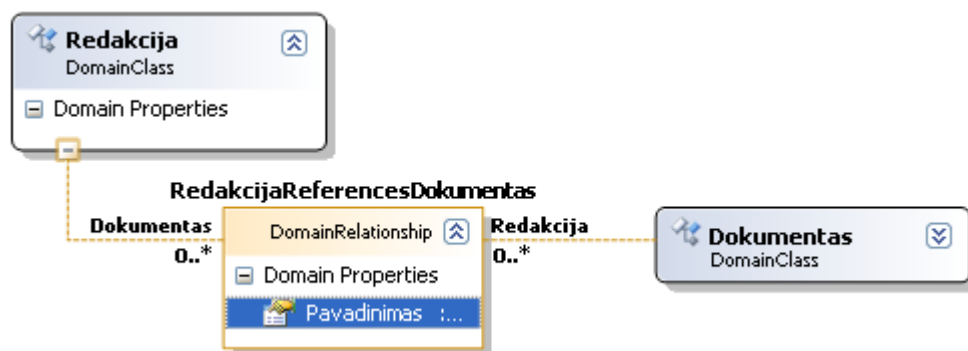 Redakcija
DomainClass
Domain Properties
RedakcijaReferencesDokumentas
Dokumentas
0..*
DomainRelationship
Redakcija
0..*
Domain Properties
Pavadinimas :...
Dokumentas
DomainClass